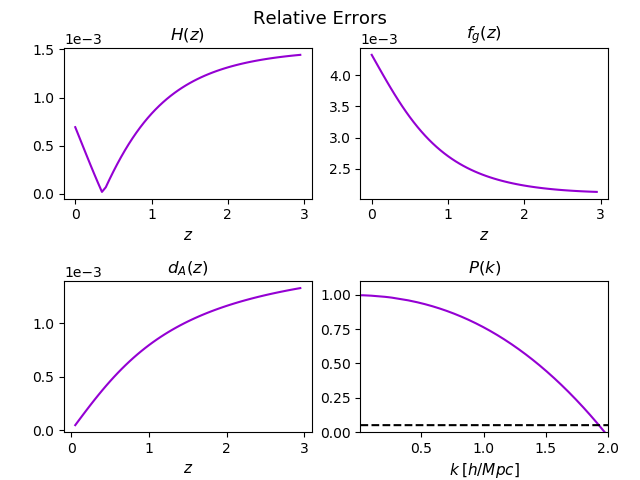 Relative Errors
H(z)
1e−3
1.5
1.0
0.5
0.0
0 1 2 3
z
f_g(z)
1e−3
4.0
3.5
3.0
2.5
0 1 2 3
z
d_A(z)
1e−3
1.0
0.5
0.0
0 1 2 3
z
P(k)
1.00
0.75
0.50
0.25
0.00
0.5 1.0 1.5 2.0
k [h/Mpc]